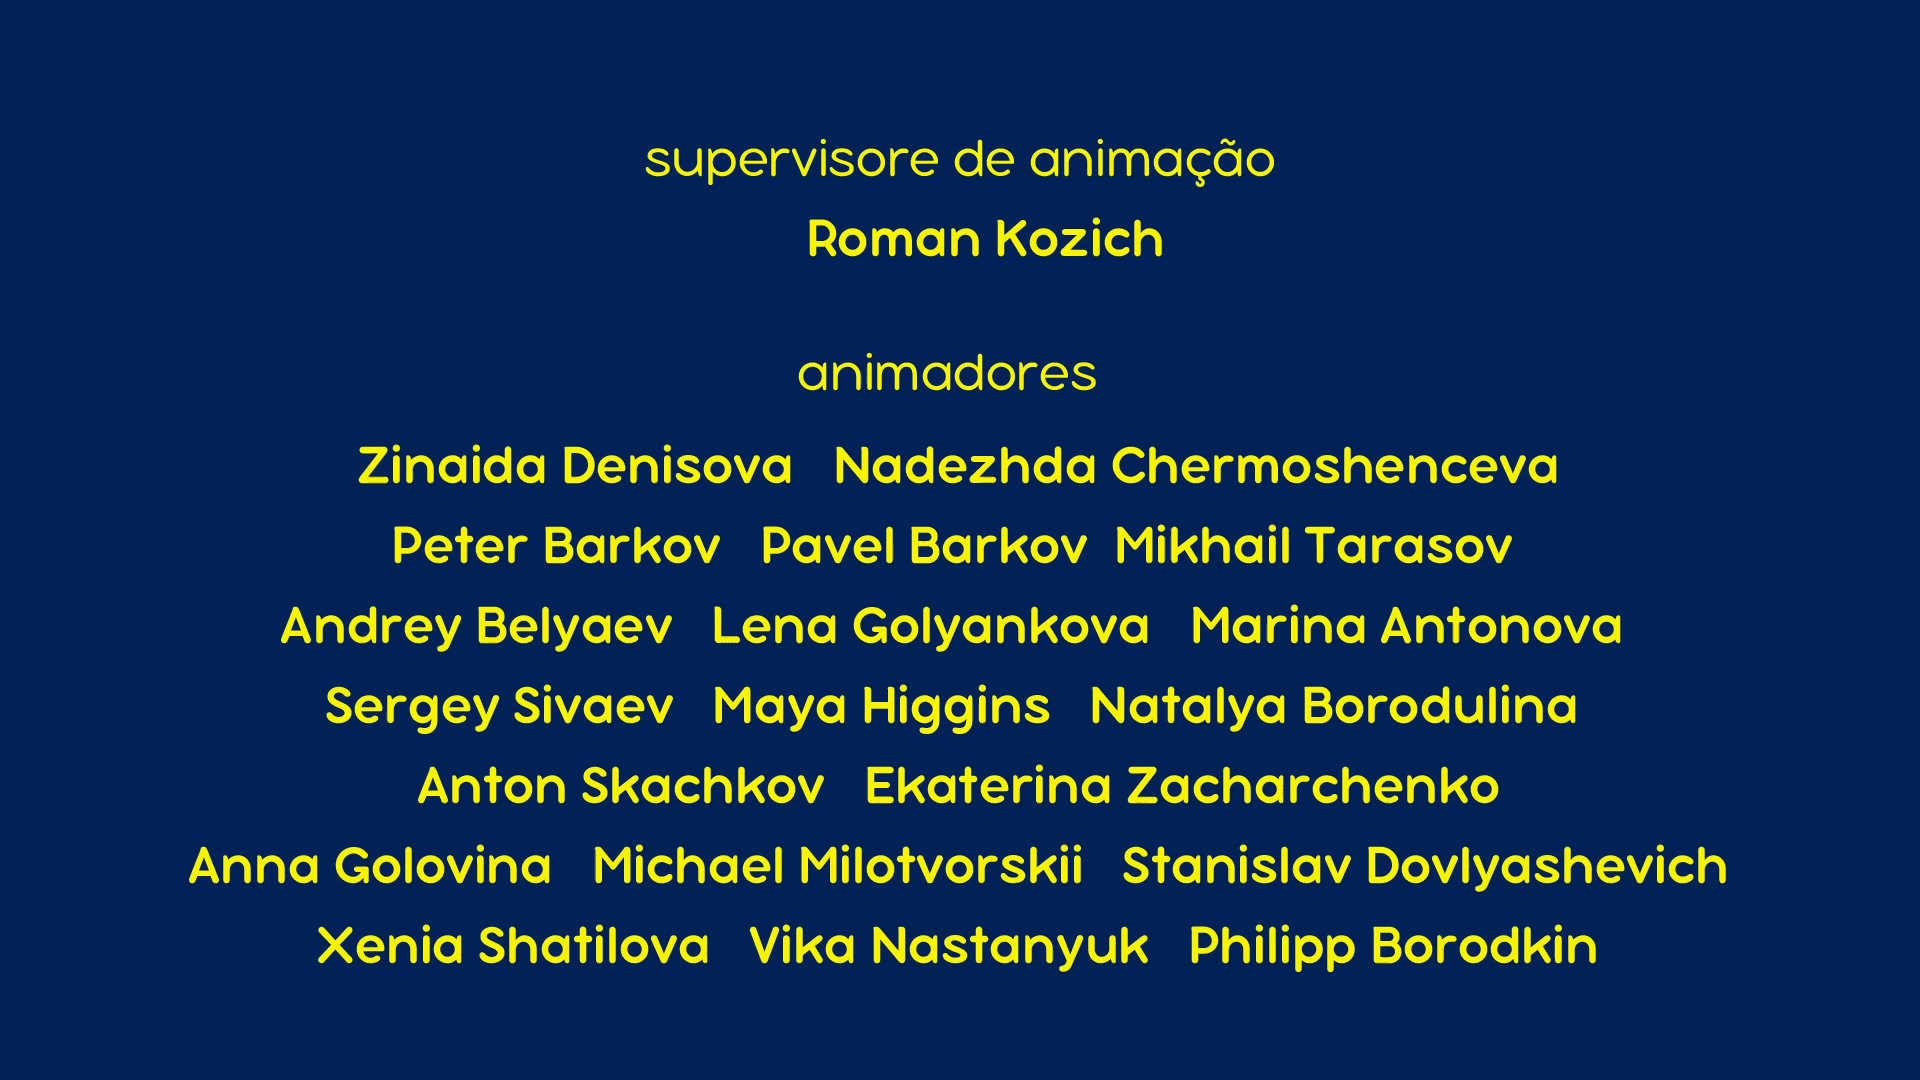 supervisore de animação
Roman Kozich
animadores
Zinaida Denisova Nadezhda Chermoshenceva
Peter Barkov Pavel Barkov Mikhail Tarasov
Andrey Belyaev Lena Golyankova Marina Antonova
Sergey Sivaev Maya Higgins Natalya Borodulina
Anton Skachkov Ekaterina Zacharchenko
Anna Golovina Michael Milotvorskii Stanislav Dovlyashevich
Xenia Shatilova Vika Nastanyuk Philipp Borodkin